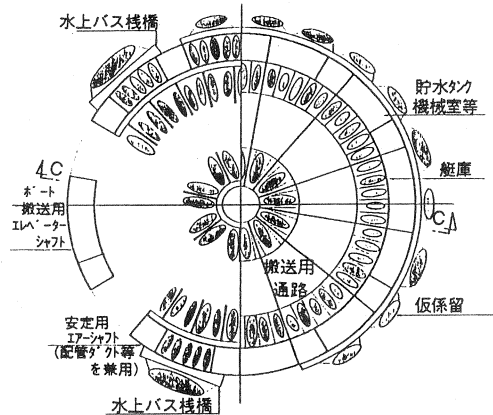 水上バス桟橋
貯水タンク
機械室等
艇庫
C
C
ボート
搬送用
エレベーター
シャフト
搬送用
通路
仮係留
安定用
エアーシャフト
(配管ダクト等
を兼用)
水上バス桟橋